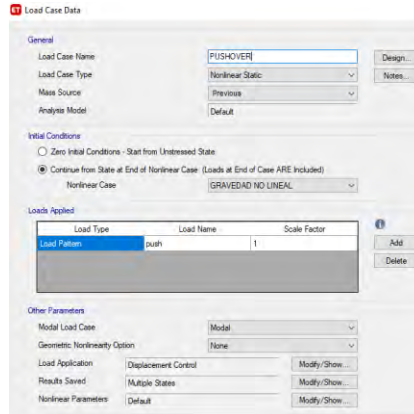 ET Load Case Data
General
Load Case Name PUSHOVER Design...
Load Case Type Nonlinear Static Notes...
Mass Source Previous
Analysis Model Default
Initial Conditions
Zero Initial Conditions - Start from Unstressed State
Continue from State at End of Nonlinear Case (Loads at End of Case ARE Included)
Nonlinear Case GRAVEDAD NO LINEAL
Loads Applied
Load Type Load Name Scale Factor
Load Pattern push 1 Add
Delete
Other Parameters
Modal Load Case Modal
Geometric Nonlinearity Option None
Load Application Displacement Control Modify/Show...
Results Saved Multiple States Modify/Show...
Nonlinear Parameters Default Modify/Show...